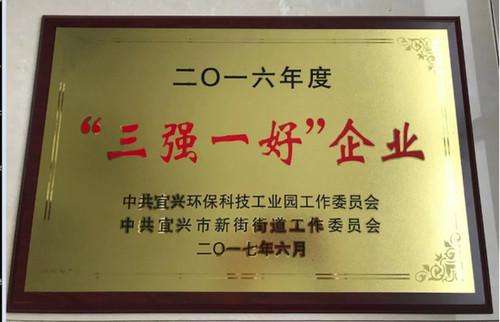 二〇一六年度
“三强一好”企业
中共宜兴环保科技工业园工作委员会
中共宜兴市新街街道工作委员会
二〇一七年六月